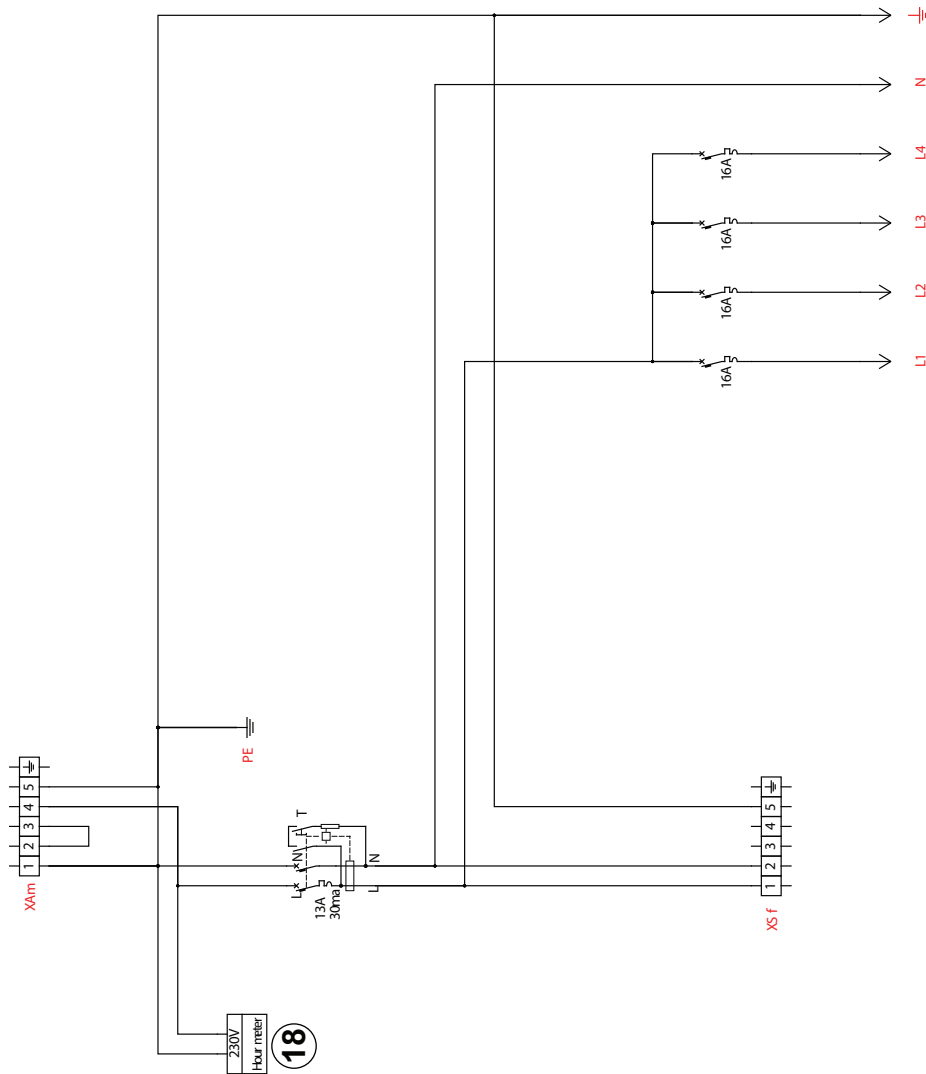 N
L4
L3
L2
L1
16A
16A
16A
16A
PE
XAm
1 2 3 4 5
T
N
L
13A
30ma
N
L
XS f
1 2 3 4 5
230V
Hour meter
18